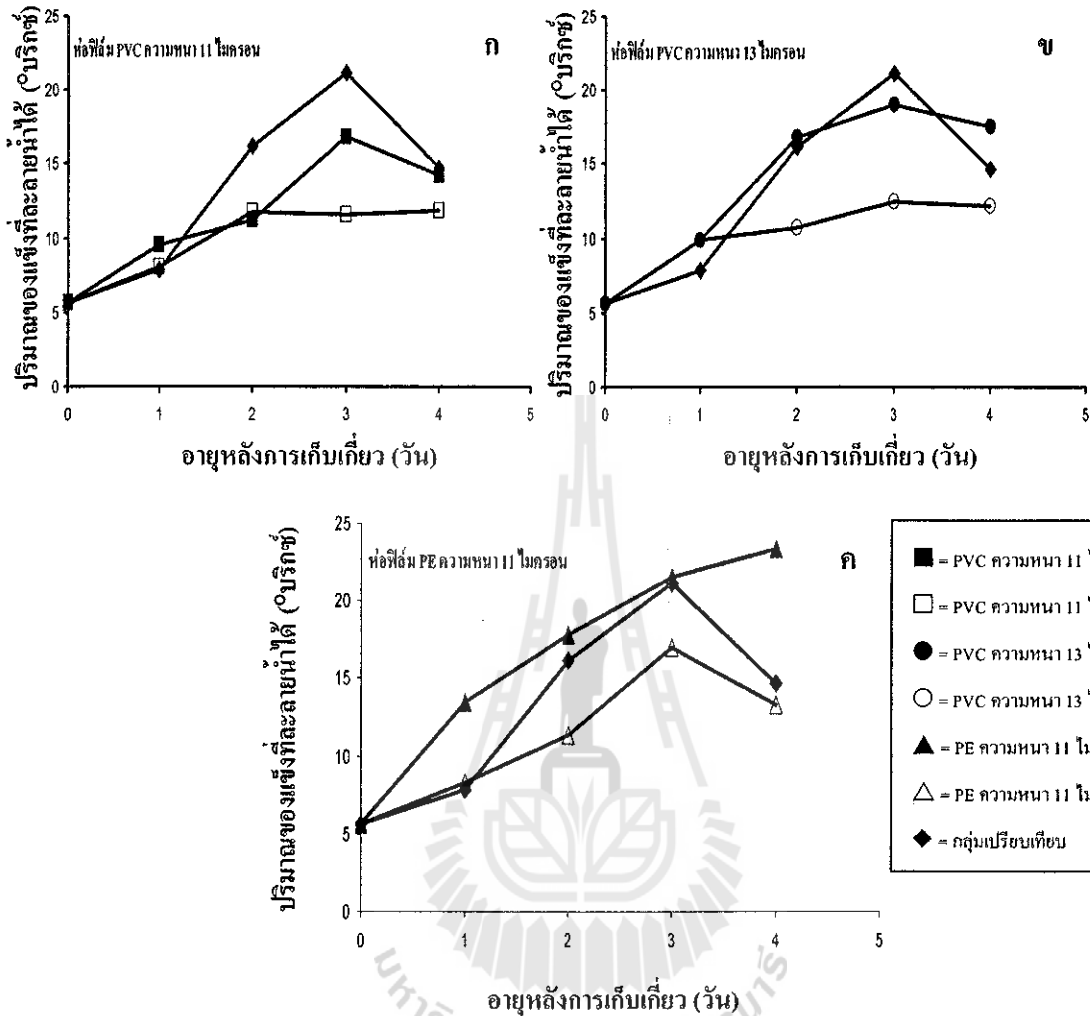 ห่อฟิล์ม PVC ความหนา 11 ไมครอน
ก
ปริมาณของแข็งที่ละลายน้ำได้ (°บริกซ์)
25
20
15
10
5
0
0 1 2 3 4 5
อายุหลังการเก็บเกี่ยว (วัน)
ห่อฟิล์ม PVC ความหนา 13 ไมครอน
ข
ปริมาณของแข็งที่ละลายน้ำได้ (°บริกซ์)
25
20
15
10
5
0
0 1 2 3 4 5
อายุหลังการเก็บเกี่ยว (วัน)
ห่อฟิล์ม PE ความหนา 11 ไมครอน
ค
ปริมาณของแข็งที่ละลายน้ำได้ (°บริกซ์)
25
20
15
10
5
0
0 1 2 3 4 5
อายุหลังการเก็บเกี่ยว (วัน)
= PVC ความหนา 11
= PVC ความหนา 11
= PVC ความหนา 13
= PVC ความหนา 13
= PE ความหนา 11
= PE ความหนา 11
= กลุ่มเปรียบเทียบ